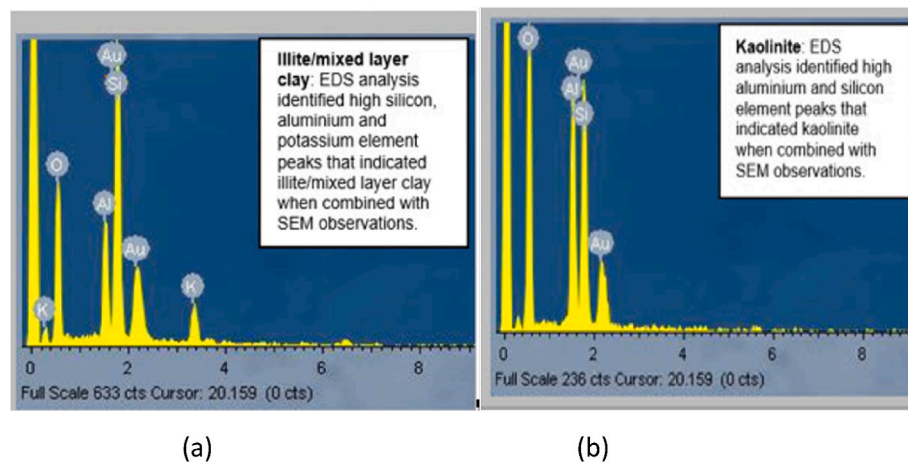 Au
Si
O
Al
Au
K
K
Illite/mixed layer
clay: EDS analysis
identified high silicon,
aluminium and
potassium element
peaks that indicated
illite/mixed layer clay
when combined with
SEM observations.
0 2 4 6 8
Full Scale 633 cts Cursor: 20.159 (0 cts)
O
Au
Al
Si
Au
Kaolinite: EDS
analysis identified high
aluminium and silicon
element peaks that
indicated kaolinite
when combined with
SEM observations.
0 2 4 6 8
Full Scale 236 cts Cursor: 20.159 (0 cts)
(a) (b)